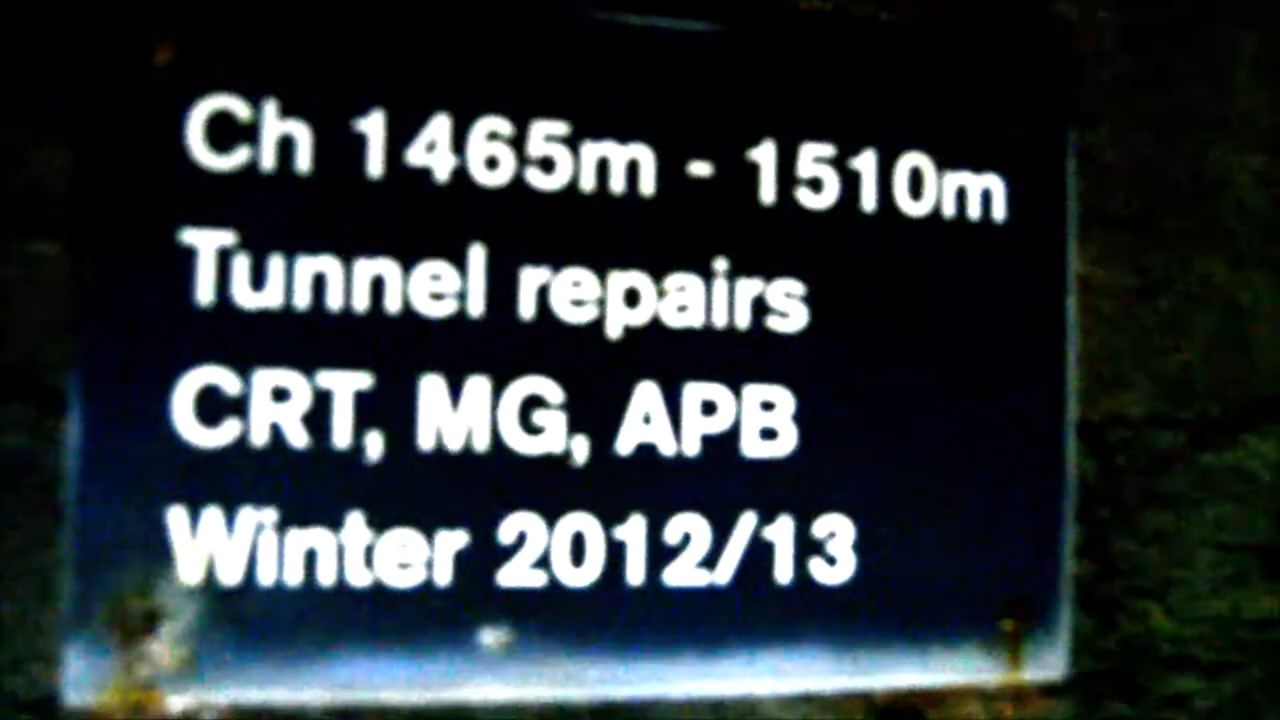 Ch 1465m - 1510m
Tunnel repairs
CRT, MG, APB
Winter 2012/13